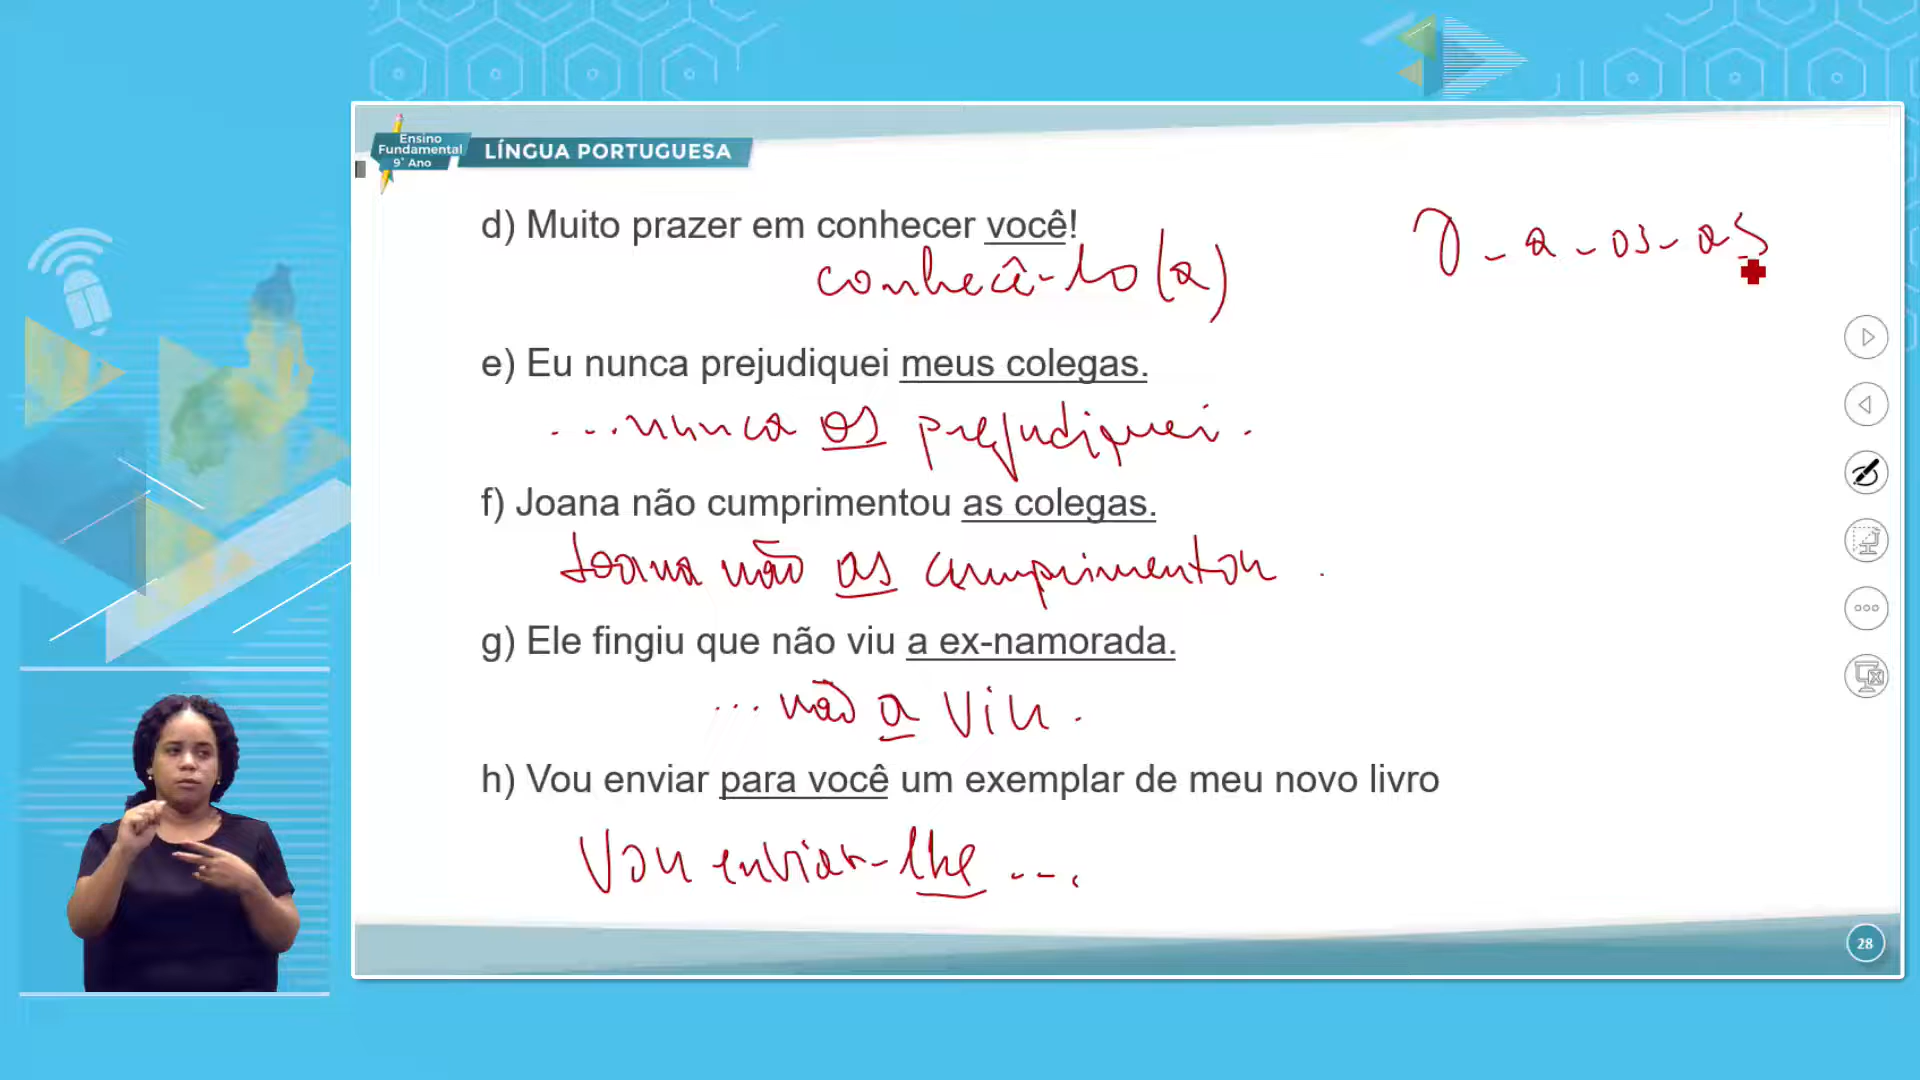 Ensino
Fundamental
9º Ano
LÍNGUA PORTUGUESA
d) Muito prazer em conhecer você!
conhecê-lo (a)
o - a - os - as
e) Eu nunca prejudiquei meus colegas.
...nunca os prejudiquei.
f) Joana não cumprimentou as colegas.
Joana não as cumprimentou.
g) Ele fingiu que não viu a ex-namorada.
... não a viu.
h) Vou enviar para você um exemplar de meu novo livro
Vou enviar-lhe ...
28